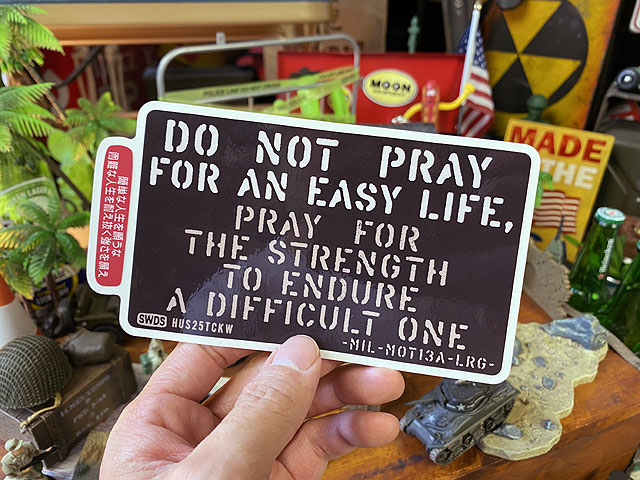 DO NOT PRAY
FOR AN EASY LIFE,
PRAY FOR
THE STRENGTH
TO ENDURE
A DIFFICULT ONE
SWDS HUS25TCKW
-MIL-MOT13A-LRG-
簡単な人生を願うな
困難な人生を耐え抜く強さを願え
MOON
MADE
THE